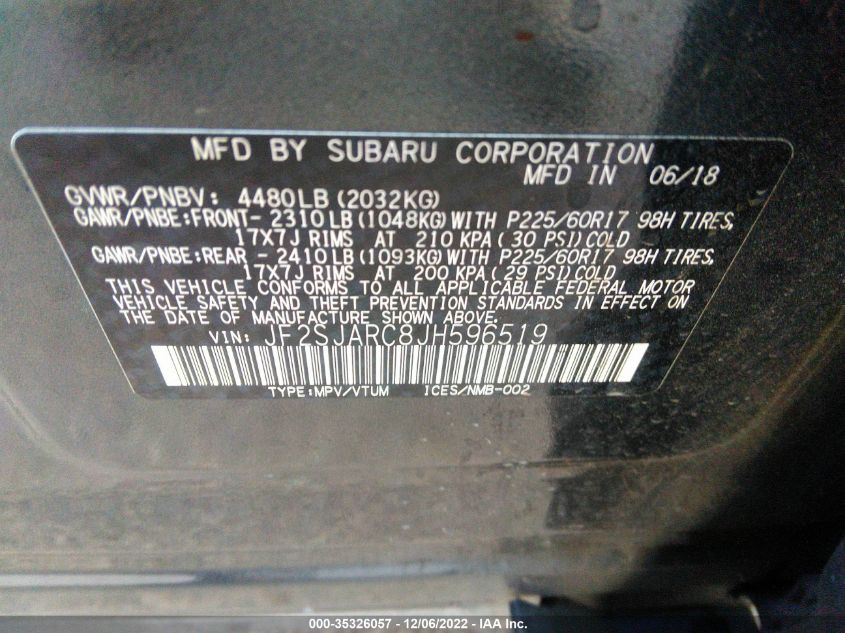 MFD BY SUBARU CORPORATION
MFD IN 06/18
GVWR/PNBV: 4480LB (2032KG)
GAWR/PNBE:FRONT- 2310LB (1048KG) WITH P225/60R17 98H TIRES,
17X7J RIMS AT 210 KPA (30 PSI) COLD
GAWR/PNBE:REAR - 2410LB (1093KG) WITH P225/60R17 98H TIRES,
17X7J RIMS AT 200 KPA (29 PSI) COLD
THIS VEHICLE CONFORMS TO ALL APPLICABLE FEDERAL MOTOR
VEHICLE SAFETY AND THEFT PREVENTION STANDARDS IN EFFECT ON
THE DATE OF MANUFACTURE SHOWN ABOVE.
VIN: JF2SJARC8JH596519
TYPE:MPV/VTUM ICES/NMB-002
000-35326057 - 12/06/2022 - IAA Inc.